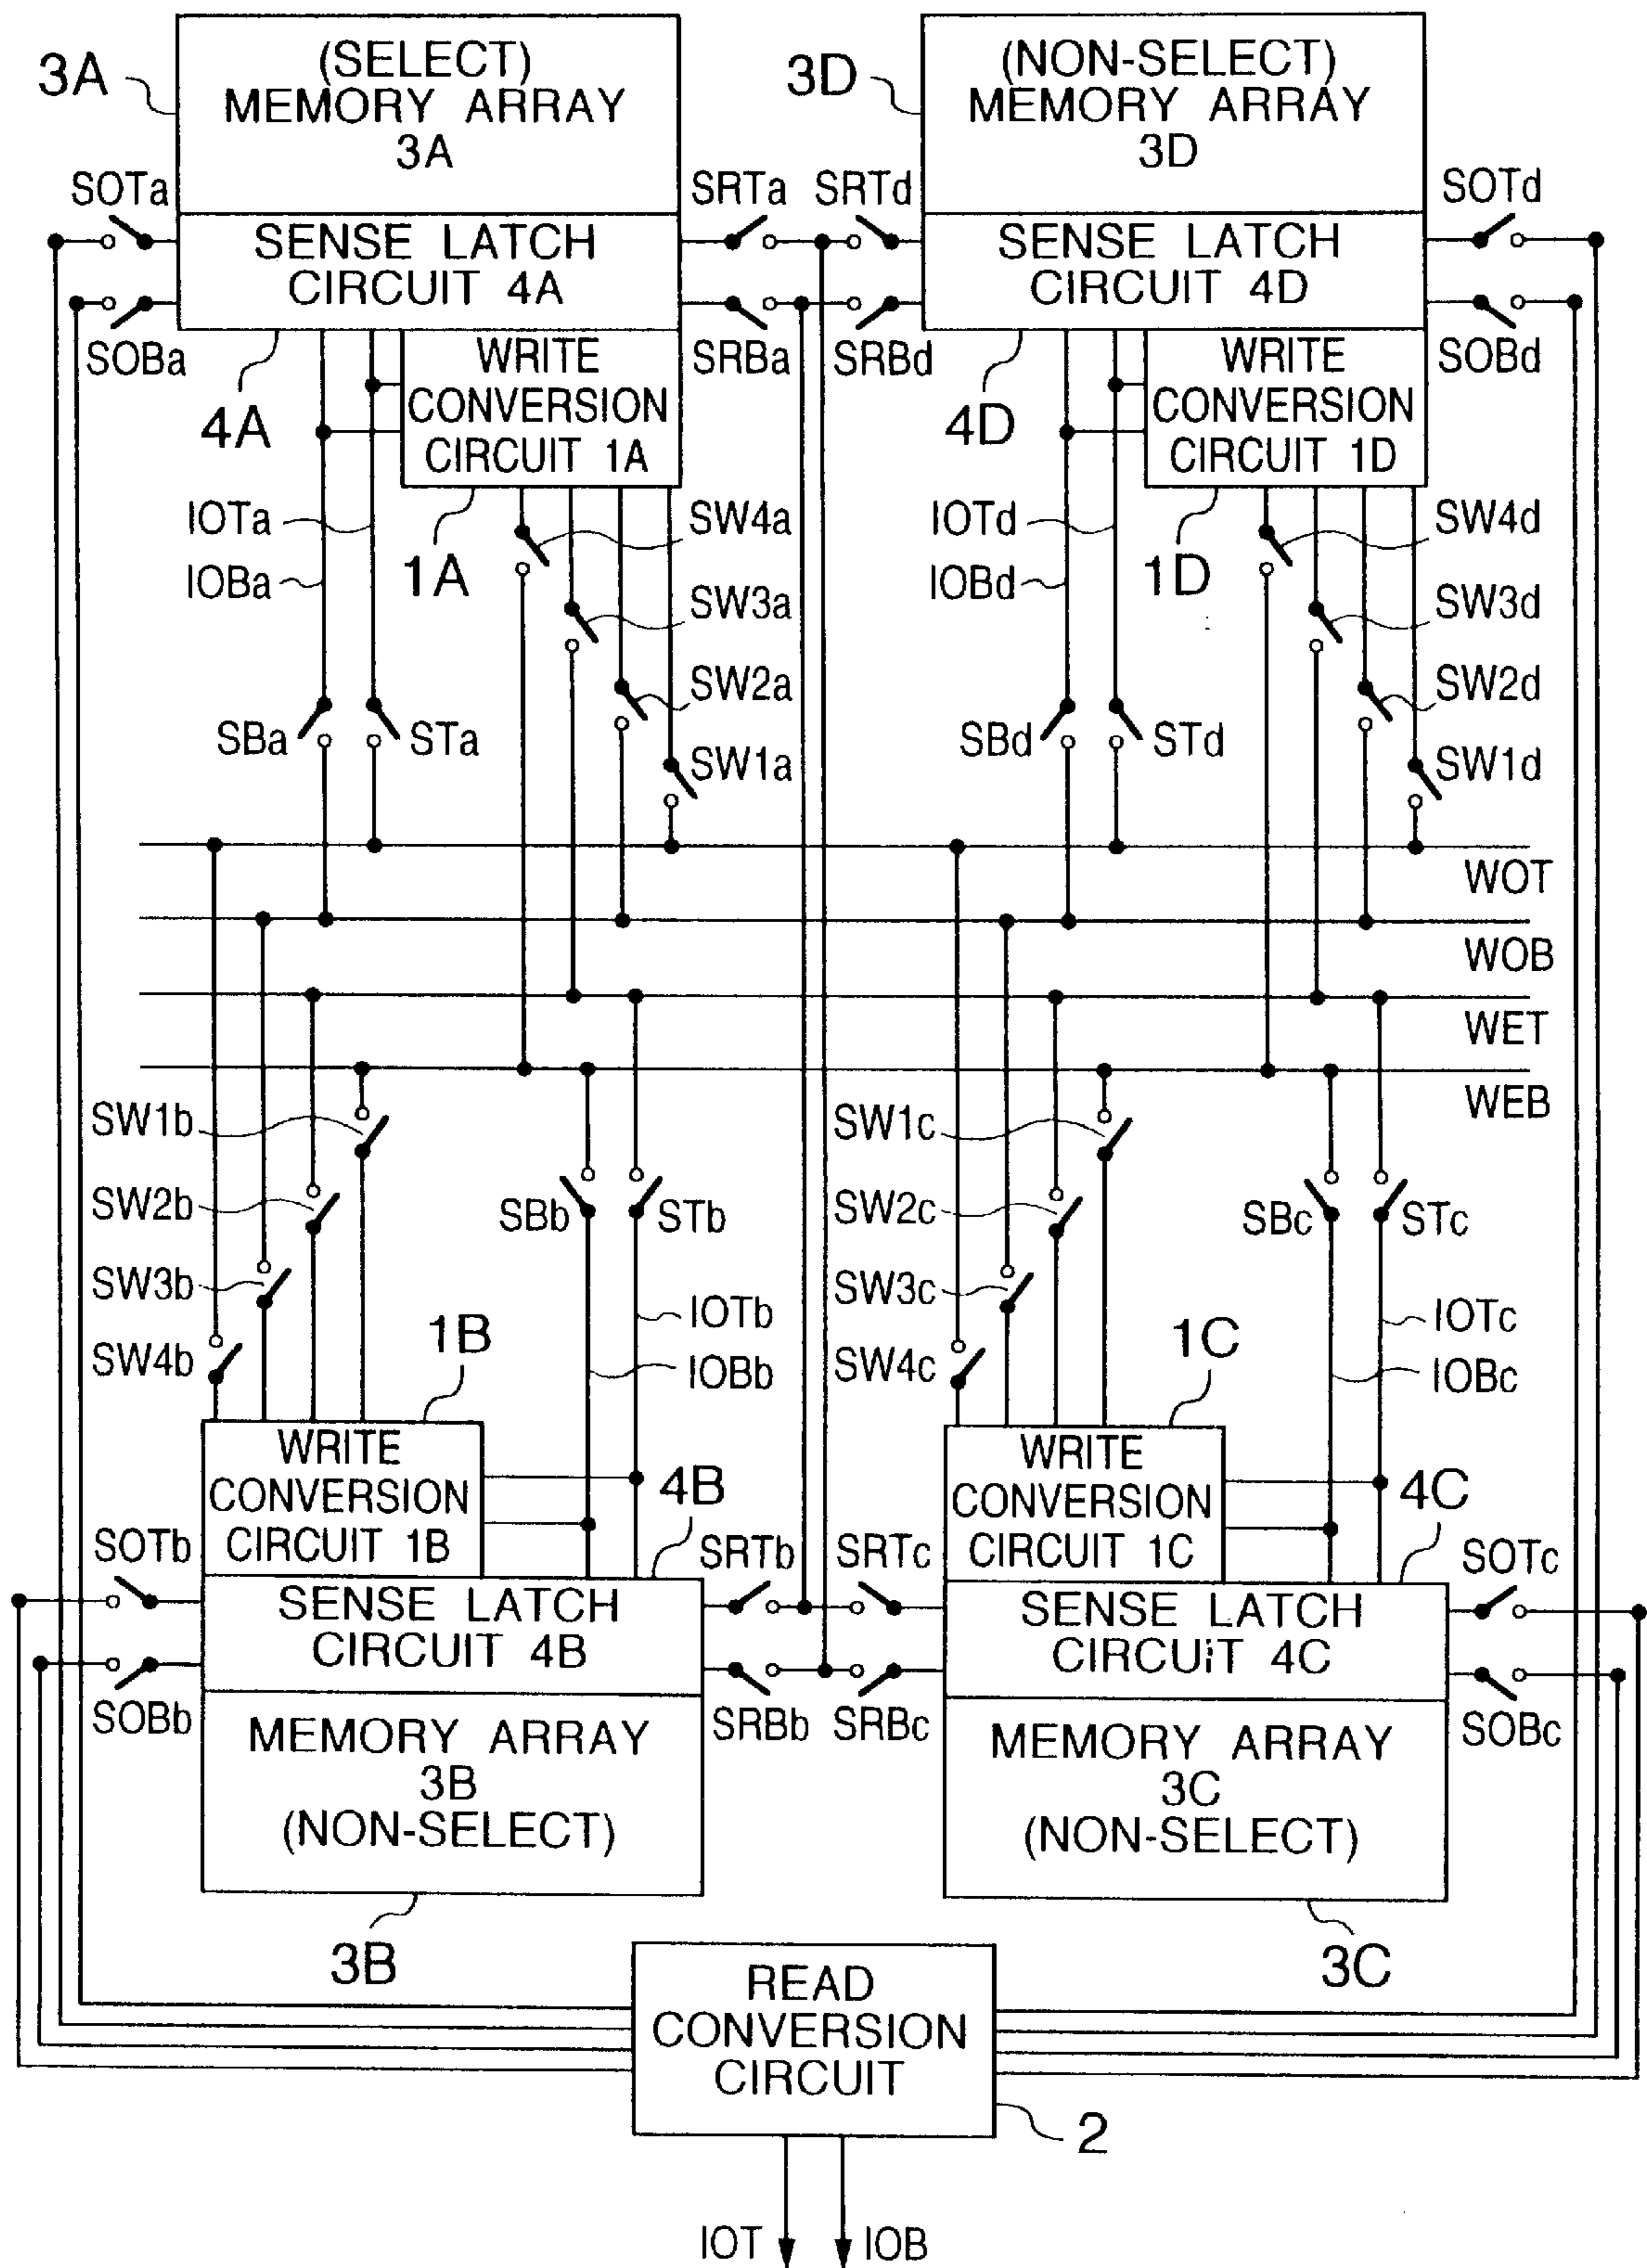 3A
(SELECT)
MEMORY ARRAY
3A
3D
(NON-SELECT)
MEMORY ARRAY
3D
SOTa
SRTa
SRTd
SOTd
SENSE LATCH
CIRCUIT 4A
SENSE LATCH
CIRCUIT 4D
SOBa
SRBa
SRBd
SOBd
4A
WRITE
CONVERSION
CIRCUIT 1A
4D
WRITE
CONVERSION
CIRCUIT 1D
IOTa
IOBa
1A
SW4a
SW3a
SW2a
SW1a
SBa
STa
IOTd
IOBd
1D
SW4d
SW3d
SW2d
SW1d
SBd
STd
WOT
WOB
WET
WEB
SW1b
SW2b
SW3b
SW4b
SBb
STb
IOTb
IOBb
1B
SW1c
SW2c
SW3c
SW4c
SBc
STc
IOTc
IOBc
1C
WRITE
CONVERSION
CIRCUIT 1B
4B
WRITE
CONVERSION
CIRCUIT 1C
4C
SOTb
SRTb
SRTc
SOTc
SENSE LATCH
CIRCUIT 4B
SENSE LATCH
CIRCUIT 4C
SOBb
SRBb
SRBc
SOBc
MEMORY ARRAY
3B
(NON-SELECT)
MEMORY ARRAY
3C
(NON-SELECT)
3B
3C
READ
CONVERSION
CIRCUIT
2
IOT
IOB